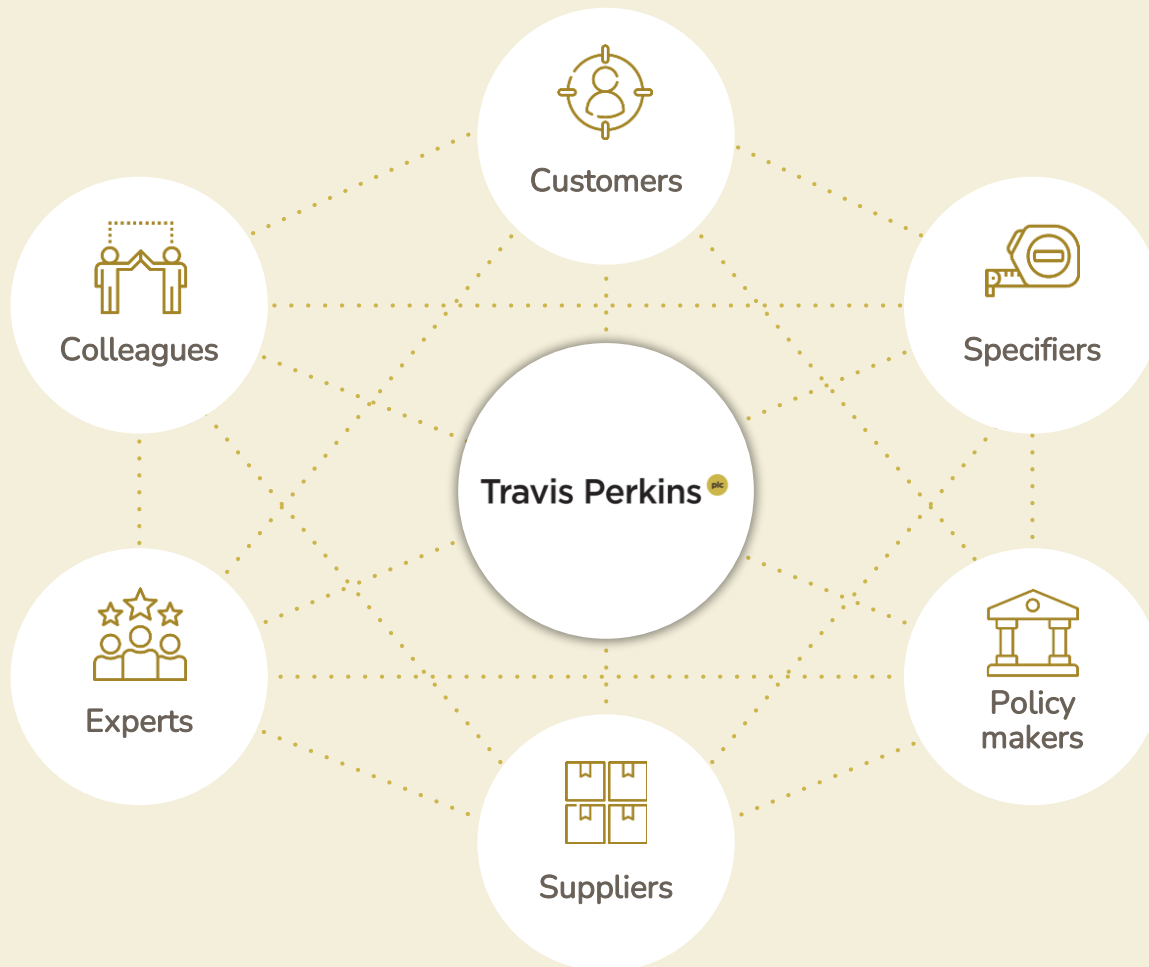 Customers
Colleagues
Specifiers
Travis Perkins plc
Experts
Policy
makers
Suppliers